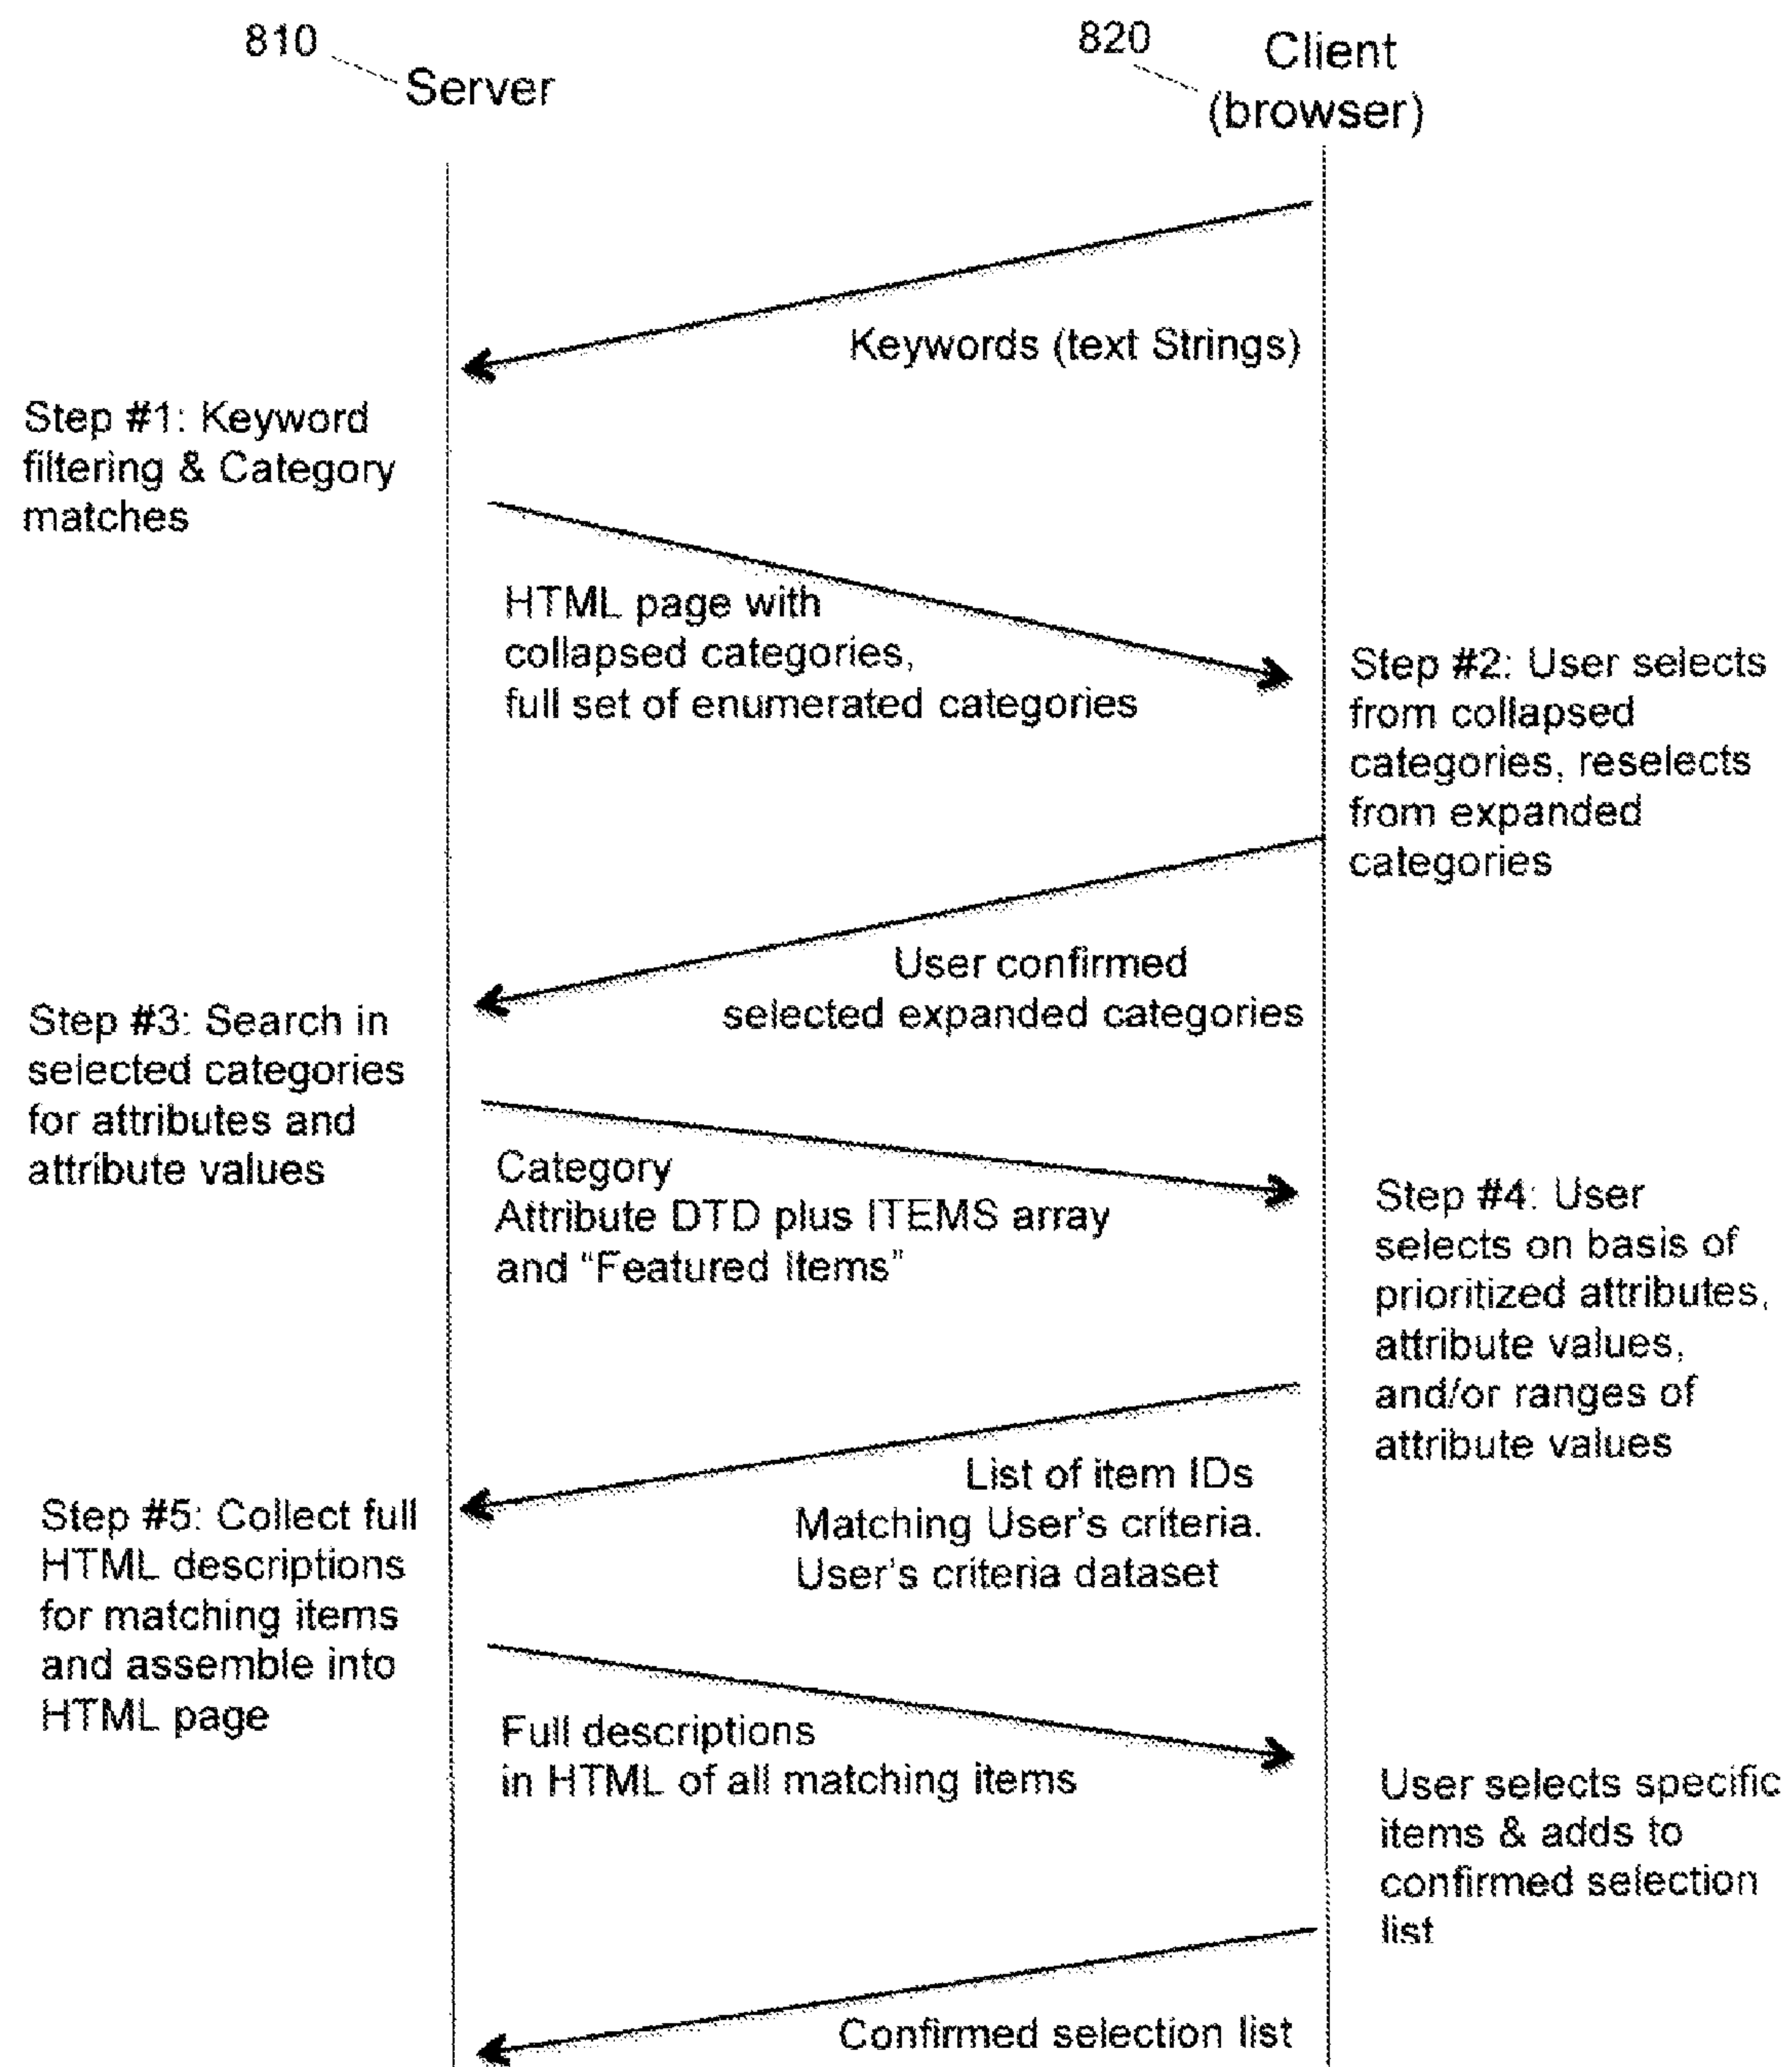 810
Server
820
Client
(browser)
Keywords (text Strings)
Step #1: Keyword
filtering & Category
matches
HTML page with
collapsed categories,
full set of enumerated categories
Step #2: User selects
from collapsed
categories, reselects
from expanded
categories
User confirmed
selected expanded categories
Step #3: Search in
selected categories
for attributes and
attribute values
Category
Attribute DTD plus ITEMS array
and “Featured Items”
Step #4: User
selects on basis of
prioritized attributes,
attribute values,
and/or ranges of
attribute values
List of item IDs
Matching User's criteria.
User's criteria dataset
Step #5: Collect full
HTML descriptions
for matching items
and assemble into
HTML page
Full descriptions
in HTML of all matching items
User selects specific
items & adds to
confirmed selection
list
Confirmed selection list